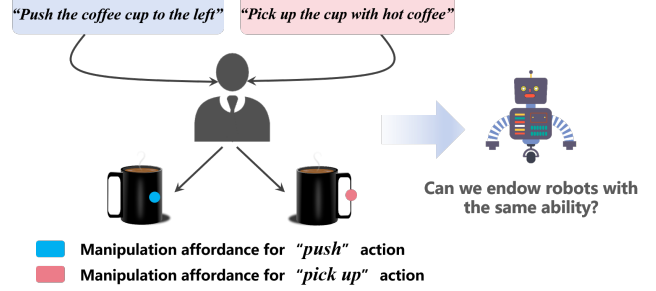 “Push the coffee cup to the left”
“Pick up the cup with hot coffee”
Can we endow robots with
the same ability?
Manipulation affordance for “push” action
Manipulation affordance for “pick up” action